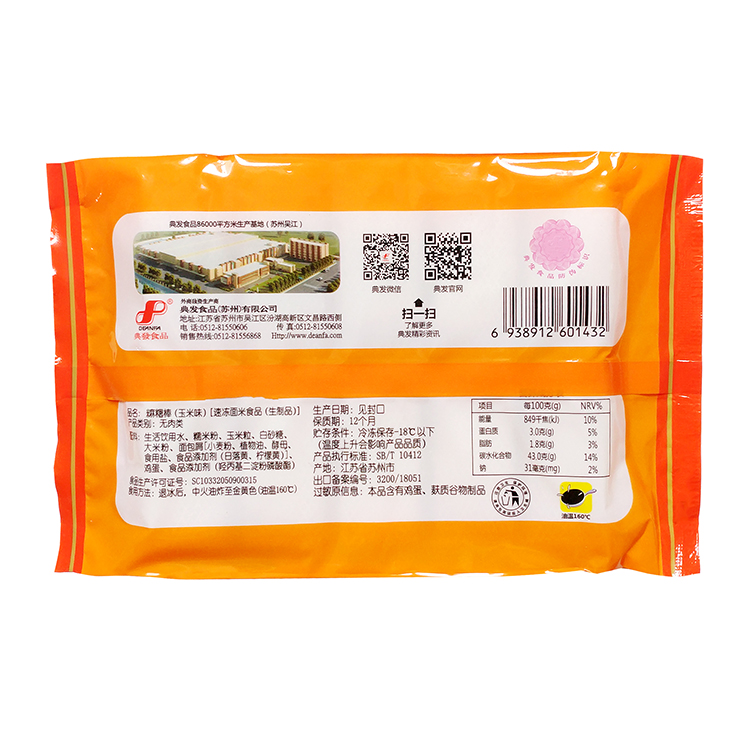 典发食品86000平方米生产基地（苏州吴江）
DEANFA
典發食品
外商独资生产商
典发食品(苏州)有限公司
地址:江苏省苏州市吴江区汾湖高新区文昌路西侧
电 话:0512-81550606 传 真:0512-81550608
销售热线:0512-81556868 Http://www.deanfa.com
典发微信 典发官网
扫一扫
了解更多
典发精彩资讯
典发食品防伪标识
6 938912 601432
品名: 绵糯棒（玉米味）[速冻面米食品（生制品）]
产品类别: 无肉类
生活饮用水、糯米粉、玉米粒、白砂糖、
大米粉、面包屑(小麦粉、植物油、酵母、
食用盐、食品添加剂（日落黄、柠檬黄)]、
鸡蛋、食品添加剂（羟丙基二淀粉磷酸酯）
食品生产许可证号: SC10332050900315
食用方法: 退冰后，中火油炸至金黄色(油温160℃)
生产日期: 见封口
保质期: 12个月
贮存条件: 冷冻保存-18℃以下
（温度上升会影响产品品质）
产品执行标准: SB/T 10412
产地: 江苏省苏州市
出口备案编号: 3200/18051
过敏原信息: 本品含有鸡蛋、麸质谷物制品
项目 每100克(g) NRV%
能量 849千焦(kJ) 10%
蛋白质 3.0克(g) 5%
脂肪 1.8克(g) 3%
碳水化合物 43.0克(g) 14%
钠 31毫克(mg) 2%
油温160℃